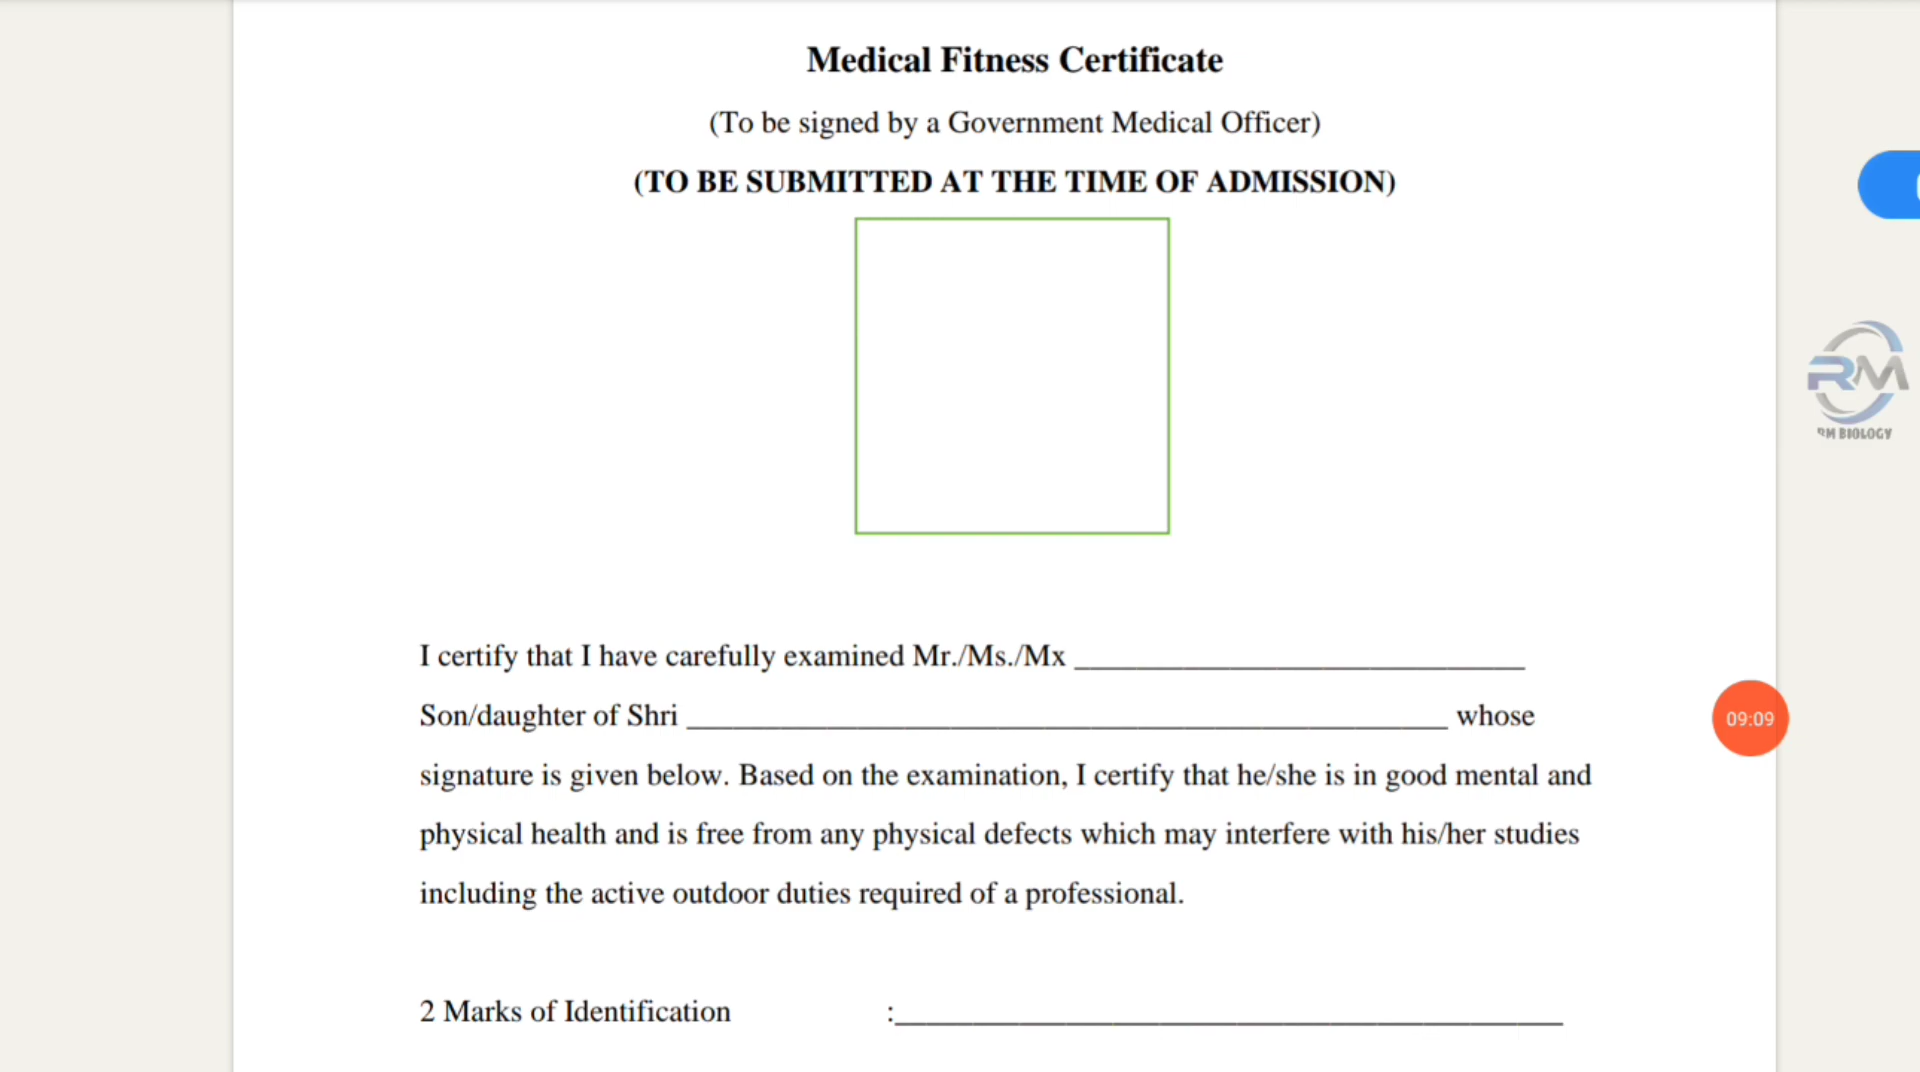 Medical Fitness Certificate
(To be signed by a Government Medical Officer)
(TO BE SUBMITTED AT THE TIME OF ADMISSION)
RM
RM BIOLOGY
I certify that I have carefully examined Mr./Ms./Mx ____________________________
Son/daughter of Shri ________________________________________________ whose
09:09
signature is given below. Based on the examination, I certify that he/she is in good mental and
physical health and is free from any physical defects which may interfere with his/her studies
including the active outdoor duties required of a professional.
2 Marks of Identification :___________________________________________